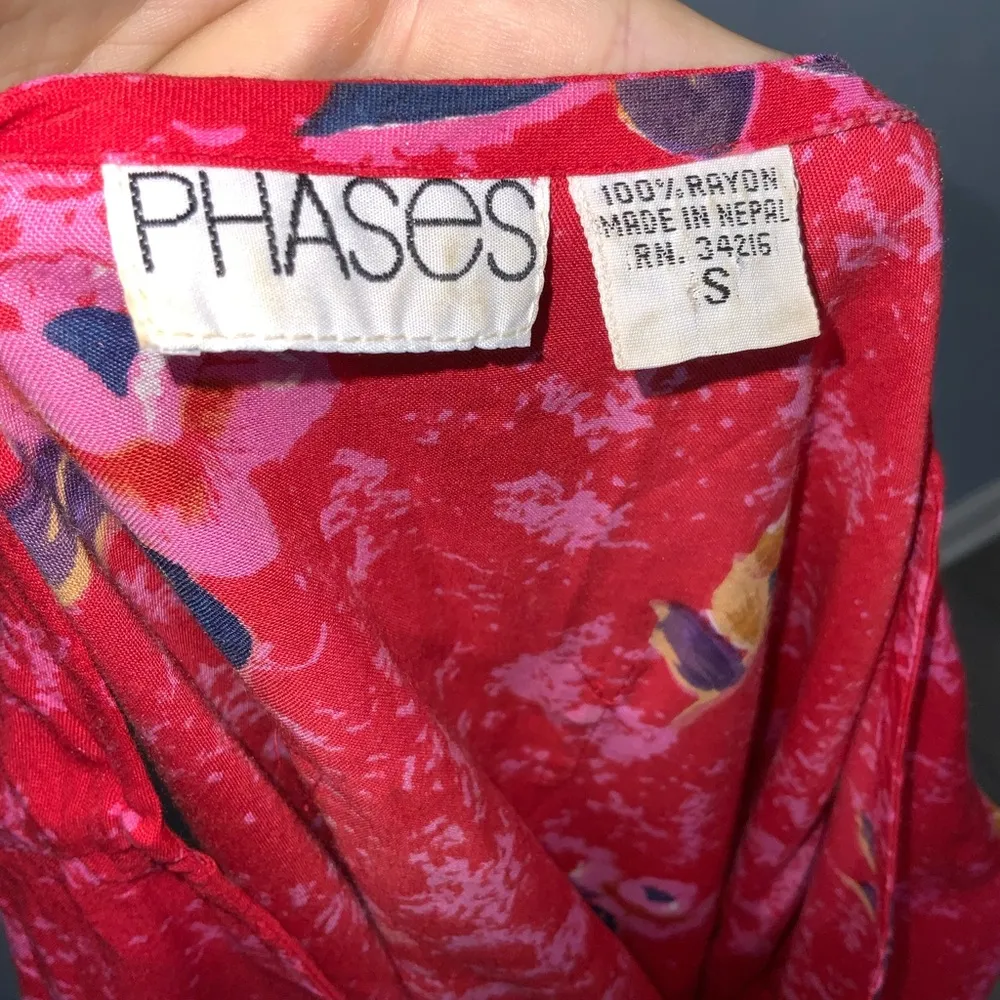 PHASes
100% RAYON
MADE IN NEPAL
RN. 34216
S